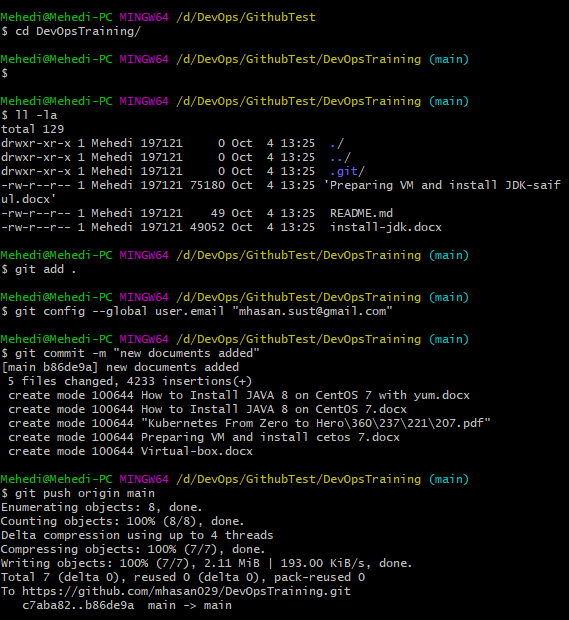 Mehedi@Mehedi-PC MINGW64 /d/DevOps/GithubTest
$ cd DevOpsTraining/
Mehedi@Mehedi-PC MINGW64 /d/DevOps/GithubTest/DevOpsTraining (main)
$
Mehedi@Mehedi-PC MINGW64 /d/DevOps/GithubTest/DevOpsTraining (main)
$ ll -la
total 129
drwxr-xr-x 1 Mehedi 197121     0 Oct  4 13:25  ./
drwxr-xr-x 1 Mehedi 197121     0 Oct  4 13:25  ../
drwxr-xr-x 1 Mehedi 197121     0 Oct  4 13:25  .git/
-rw-r--r-- 1 Mehedi 197121 75180 Oct  4 13:25 'Preparing VM and install JDK-saif
ul.docx'
-rw-r--r-- 1 Mehedi 197121    49 Oct  4 13:25  README.md
-rw-r--r-- 1 Mehedi 197121 49052 Oct  4 13:25  install-jdk.docx
Mehedi@Mehedi-PC MINGW64 /d/DevOps/GithubTest/DevOpsTraining (main)
$ git add .
Mehedi@Mehedi-PC MINGW64 /d/DevOps/GithubTest/DevOpsTraining (main)
$ git config --global user.email "mhasan.sust@gmail.com"
Mehedi@Mehedi-PC MINGW64 /d/DevOps/GithubTest/DevOpsTraining (main)
$ git commit -m "new documents added"
[main b86de9a] new documents added
 5 files changed, 4233 insertions(+)
 create mode 100644 How to Install JAVA 8 on CentOS 7 with yum.docx
 create mode 100644 How to Install JAVA 8 on CentOS 7.docx
 create mode 100644 "Kubernetes From Zero to Hero\360\237\221\207.pdf"
 create mode 100644 Preparing VM and install cetos 7.docx
 create mode 100644 Virtual-box.docx
Mehedi@Mehedi-PC MINGW64 /d/DevOps/GithubTest/DevOpsTraining (main)
$ git push origin main
Enumerating objects: 8, done.
Counting objects: 100% (8/8), done.
Delta compression using up to 4 threads
Compressing objects: 100% (7/7), done.
Writing objects: 100% (7/7), 2.11 MiB | 193.00 KiB/s, done.
Total 7 (delta 0), reused 0 (delta 0), pack-reused 0
To https://github.com/mhasan029/DevOpsTraining.git
   c7aba82..b86de9a  main -> main